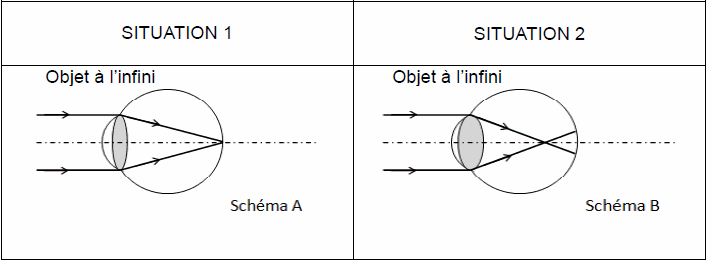 SITUATION 1
SITUATION 2
Objet à l'infini
Objet à l'infini
Schéma A
Schéma B